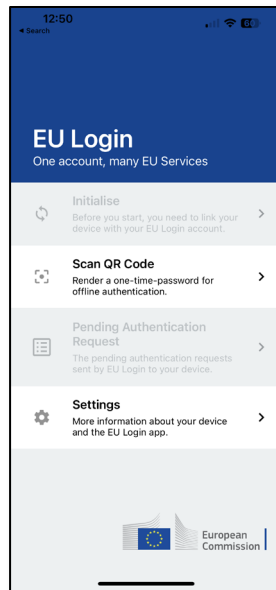 12:50
◀ Search
EU Login
One account, many EU Services
Initialise
Before you start, you need to link your
device with your EU Login account.
Scan QR Code
Render a one-time-password for
offline authentication.
Pending Authentication
Request
The pending authentication requests
sent by EU Login to your device.
Settings
More information about your device
and the EU Login app.
European
Commission